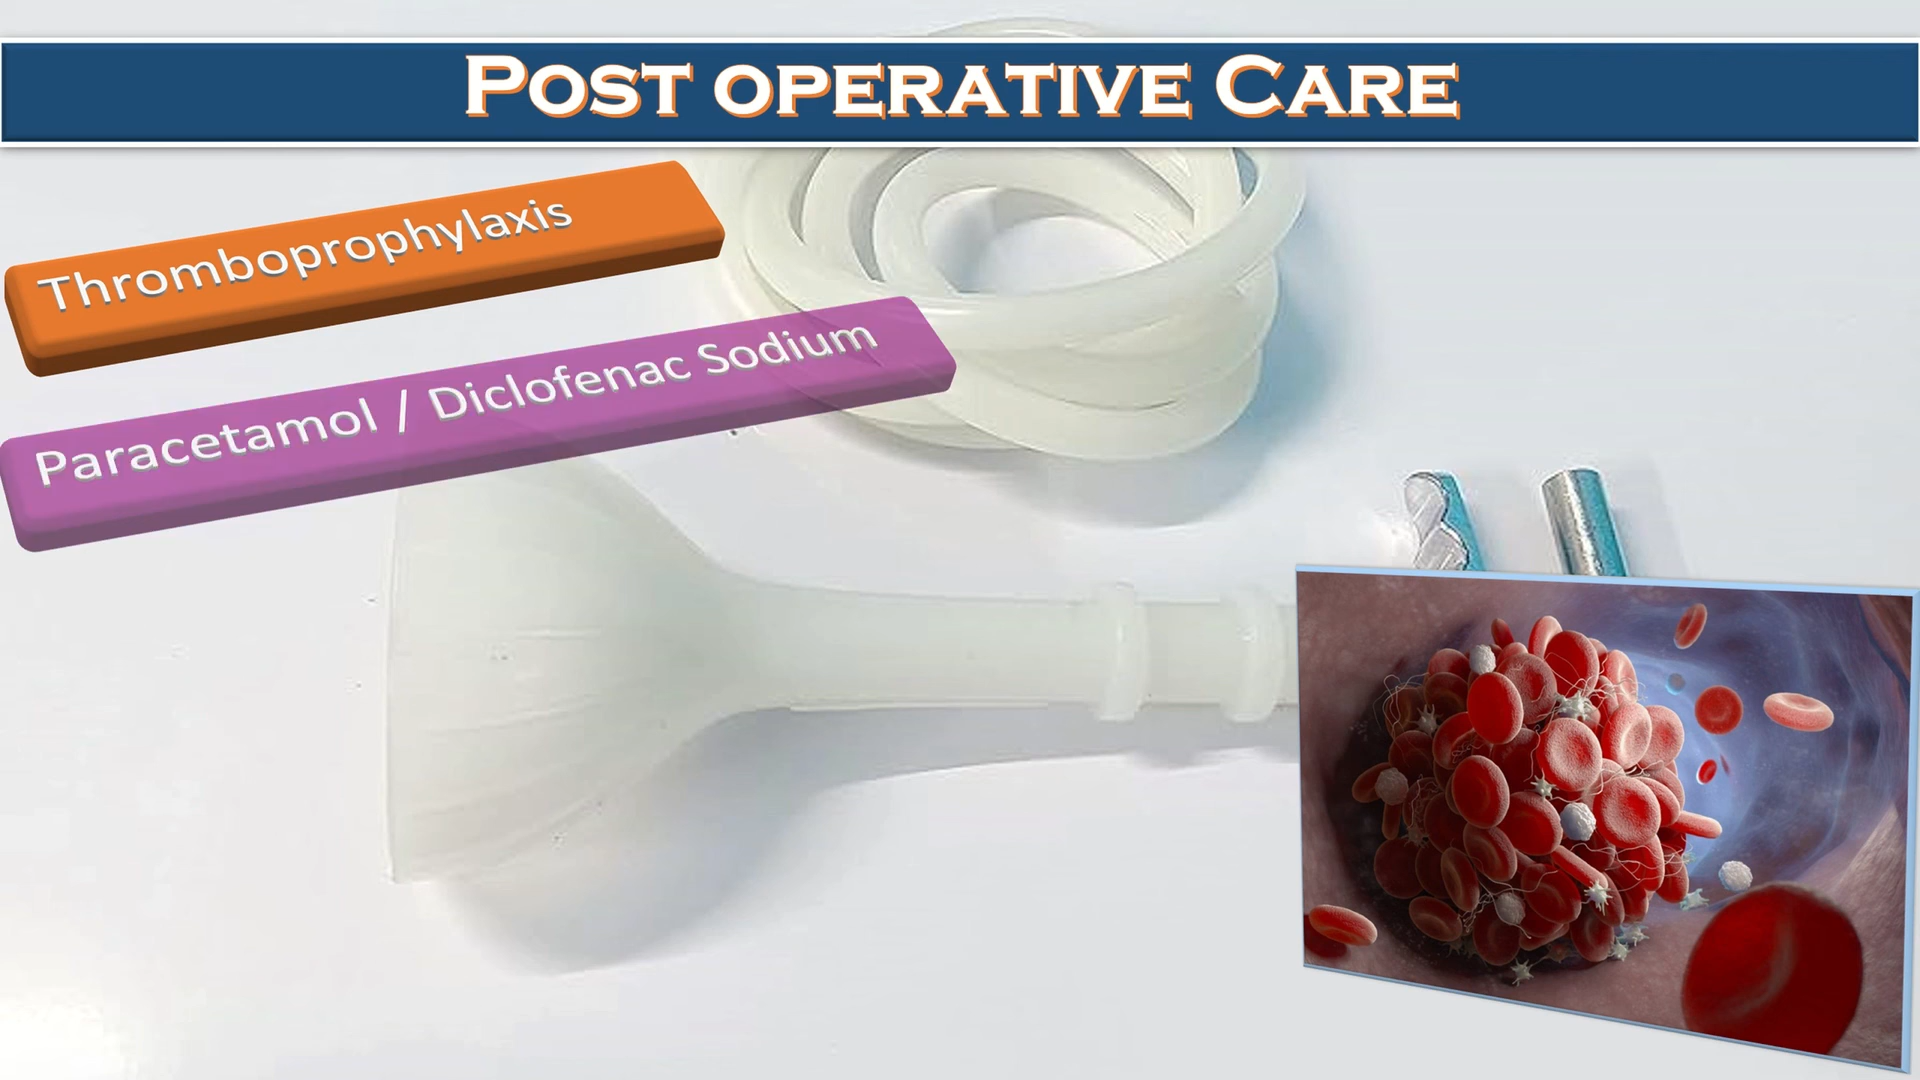 Post operative Care
Thromboprophylaxis
Paracetamol / Diclofenac Sodium